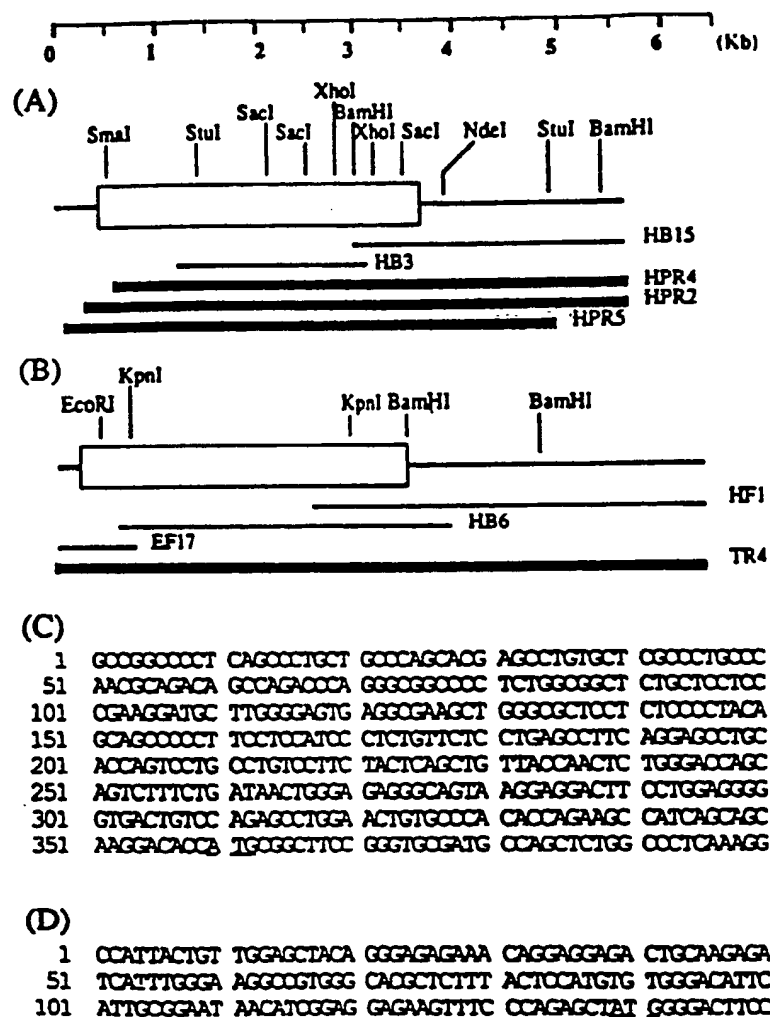 0 1 2 3 4 5 6 (Kb)
(A)
XhoI
SacI BamHI
SmaI StuI SacI XhoI SacI NdeI StuI BamHI
HB15
HB3
HPR4
HPR2
HPR5
(B)
KpnI
EcoRI KpnI BamHI BamHI
HF1
HB6
EF17
TR4
(C)
1 GCCGGCCCCT CAGCCCTGCT GCCCAGCACG AGCCTGTGCT CGCCCTGCCC
51 AACGCAGACA GCCAGACCCA GGGCGGCCCC TCTGGCGGCT CTGCTCCTCC
101 CGAAGGATGC TTGGGGAGTG AGGCGAAGCT GGGCGCTCCT CTCCCCTACA
151 GCAGCCCCCT TCCTCCATCC CTCTGTTCTC CTGAGCCTTC AGGAGCCTGC
201 ACCAGTCCTG CCTGTCCTTC TACTCAGCTG TTACCAACTC TGGGACCAGC
251 AGTCTTTCTG ATAACTGGGA GAGGGCAGTA AGGAGGACTT CCTGGAGGGG
301 GTGACTGTCC AGAGCCTGGA ACTGTGCCCA CACCAGAAGC CATCAGCAGC
351 AAGGACACCA TGCGGCTTCC GGGTGCGATG CCAGCTCTGG CCCTCAAAGG
(D)
1 CCATTACTGT TGGAGCTACA GGGAGAGAAA CAGGAGGAGA CTGCAAGAGA
51 TCATTTGGGA AGGCCGTGGG CACGCTCTTT ACTCCATGTG TGGGACATTC
101 ATTGCGGAAT AACATCGGAG GAGAAGTTTC CCAGAGCTAT GGGGACTTCC